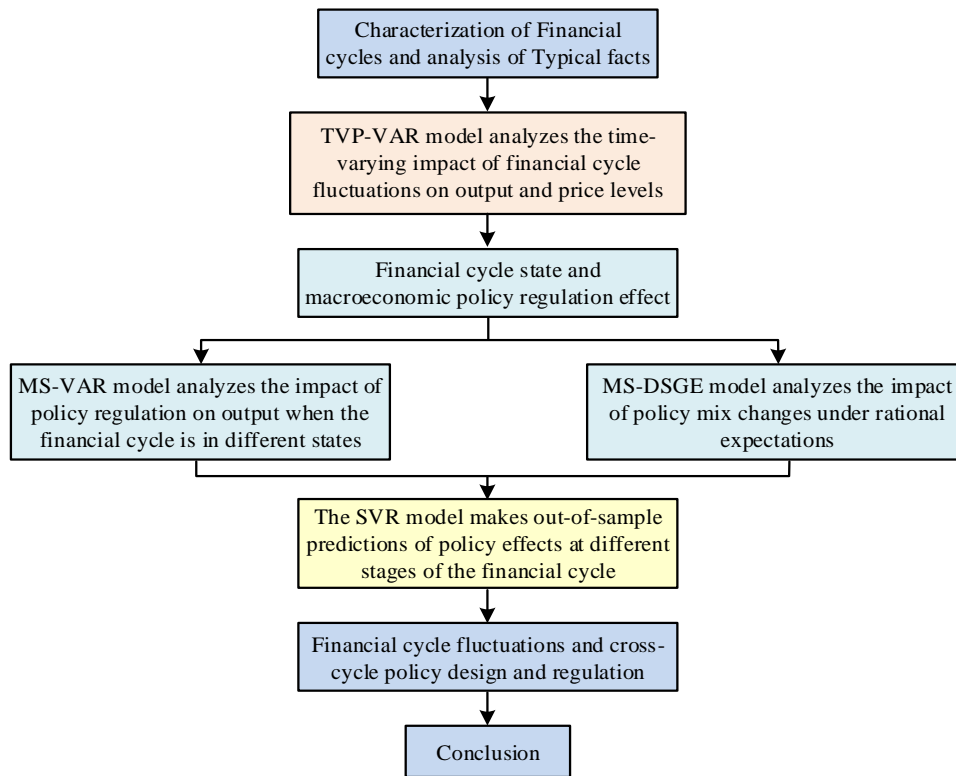 Characterization of Financial
cycles and analysis of Typical facts
TVP-VAR model analyzes the time-
varying impact of financial cycle
fluctuations on output and price levels
Financial cycle state and
macroeconomic policy regulation effect
MS-VAR model analyzes the impact of
policy regulation on output when the
financial cycle is in different states
MS-DSGE model analyzes the impact
of policy mix changes under rational
expectations
The SVR model makes out-of-sample
predictions of policy effects at different
stages of the financial cycle
Financial cycle fluctuations and cross-
cycle policy design and regulation
Conclusion